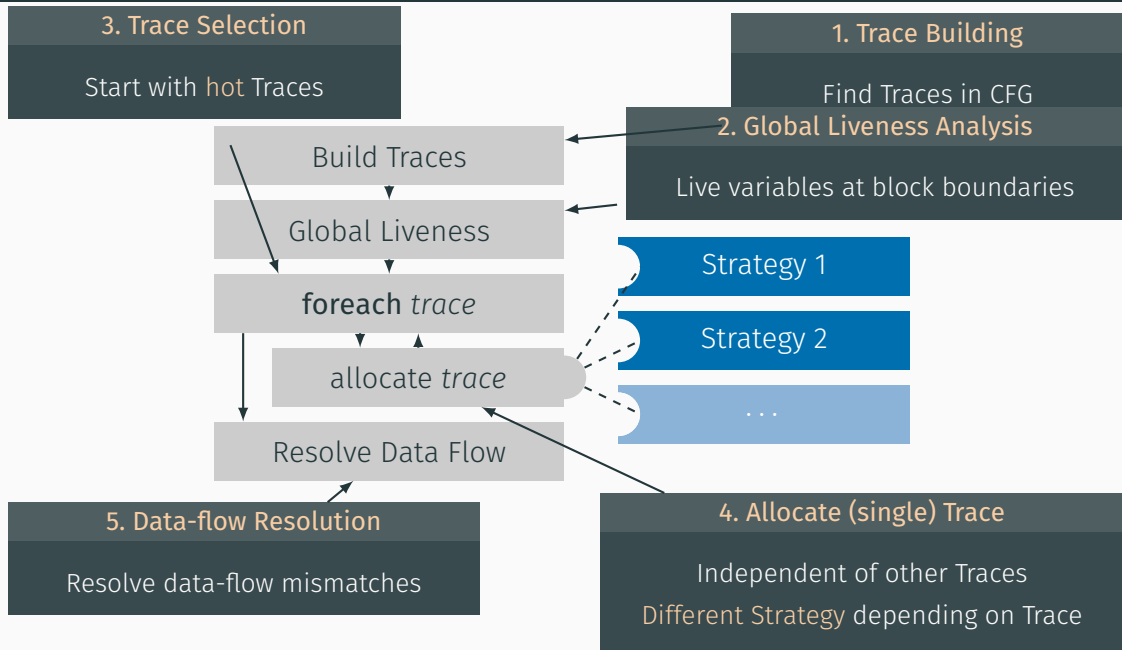 3. Trace Selection
Start with hot Traces
1. Trace Building
Find Traces in CFG
2. Global Liveness Analysis
Live variables at block boundaries
Build Traces
Global Liveness
foreach trace
allocate trace
Resolve Data Flow
Strategy 1
Strategy 2
. . .
5. Data-flow Resolution
Resolve data-flow mismatches
4. Allocate (single) Trace
Independent of other Traces
Different Strategy depending on Trace